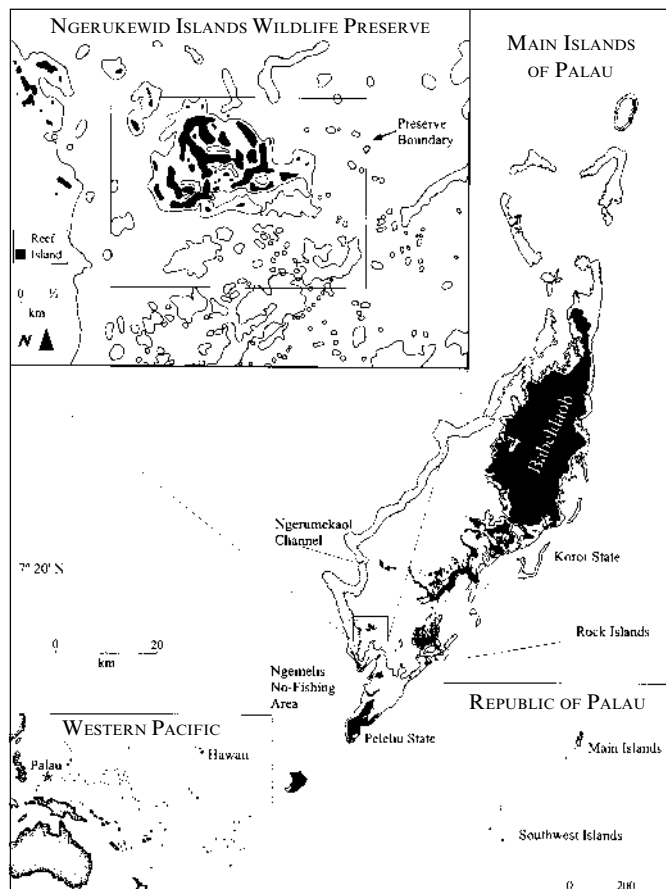 NGERUKEWID ISLANDS WILDLIFE PRESERVE
MAIN ISLANDS
OF PALAU
Preserve
Boundary
Reef
Island
0 ½
km
N
Babeldaob
Ngerumekaol
Channel
7° 20' N
Koror State
0 20
km
Rock Islands
Ngemelis
No-Fishing
Area
Peleliu State
WESTERN PACIFIC
Palau
Hawaii
REPUBLIC OF PALAU
Main Islands
Southwest Islands
0 200